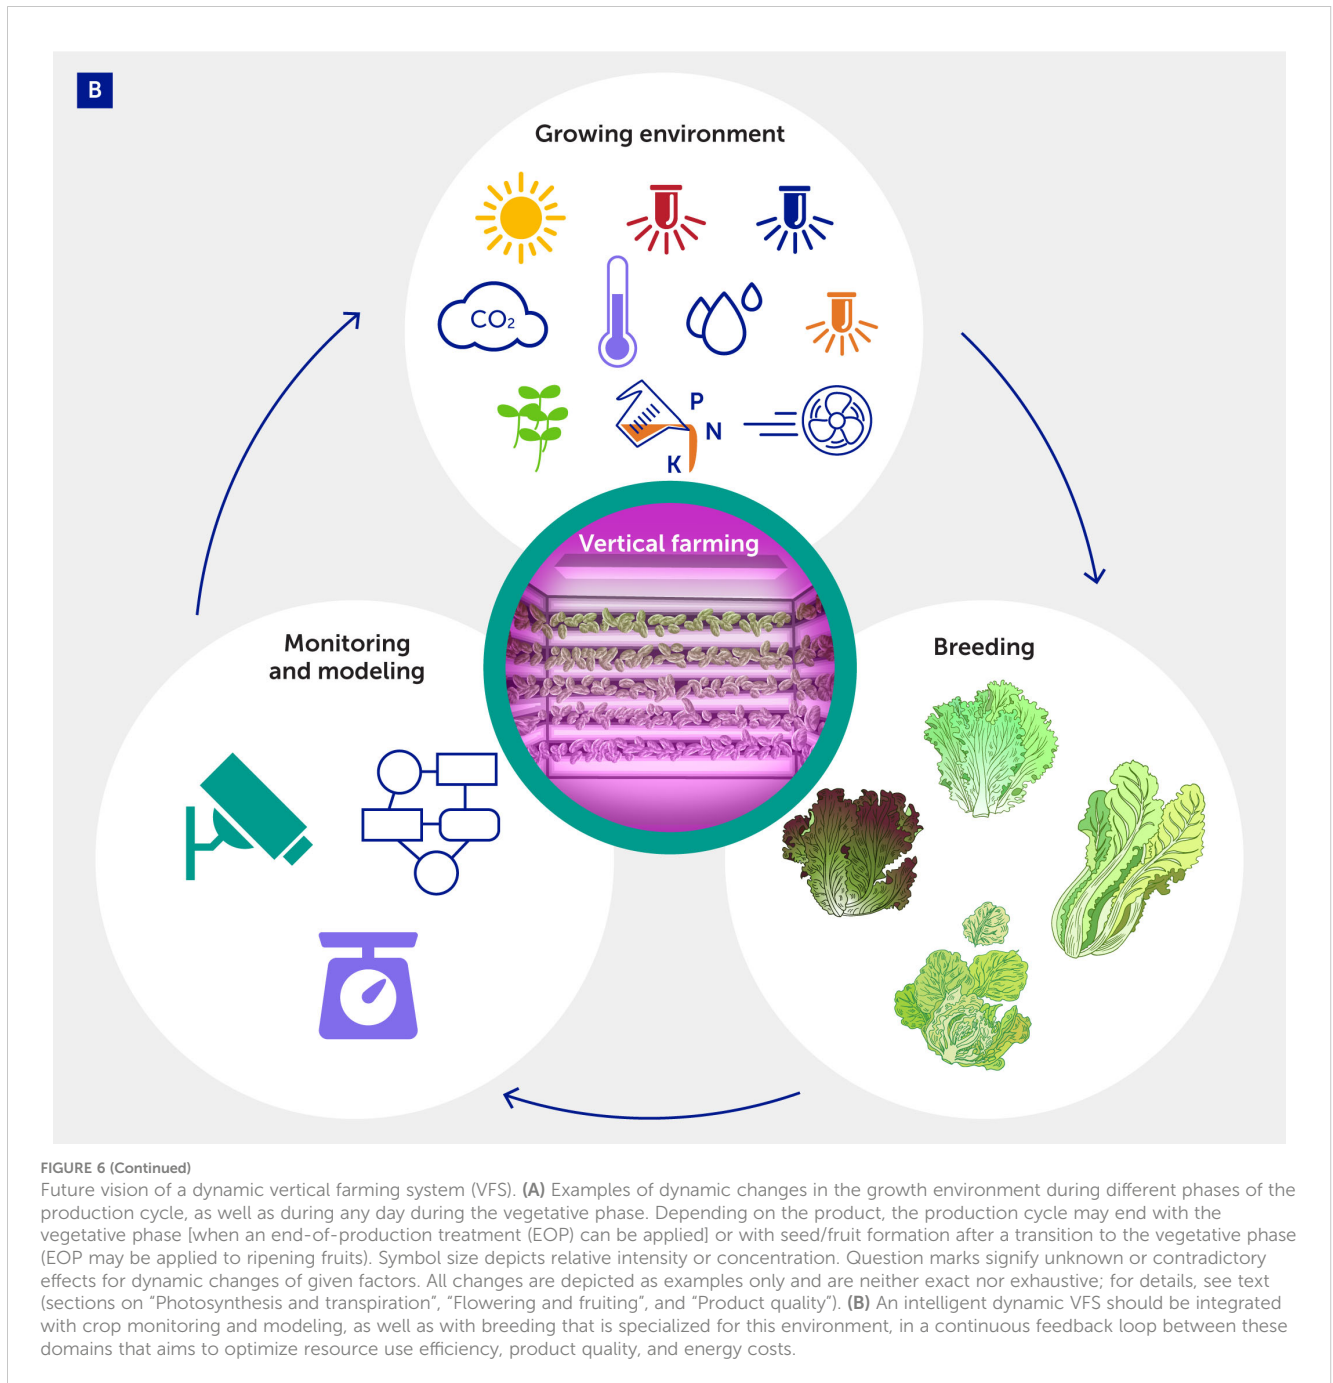 B
Growing environment
CO₂
P
N
K
Vertical farming
Monitoring
and modeling
Breeding
FIGURE 6 (Continued)
Future vision of a dynamic vertical farming system (VFS). (A) Examples of dynamic changes in the growth environment during different phases of the
production cycle, as well as during any day during the vegetative phase. Depending on the product, the production cycle may end with the
vegetative phase [when an end-of-production treatment (EOP) can be applied] or with seed/fruit formation after a transition to the vegetative phase
(EOP may be applied to ripening fruits). Symbol size depicts relative intensity or concentration. Question marks signify unknown or contradictory
effects for dynamic changes of given factors. All changes are depicted as examples only and are neither exact nor exhaustive; for details, see text
(sections on “Photosynthesis and transpiration”, “Flowering and fruiting”, and “Product quality”). (B) An intelligent dynamic VFS should be integrated
with crop monitoring and modeling, as well as with breeding that is specialized for this environment, in a continuous feedback loop between these
domains that aims to optimize resource use efficiency, product quality, and energy costs.